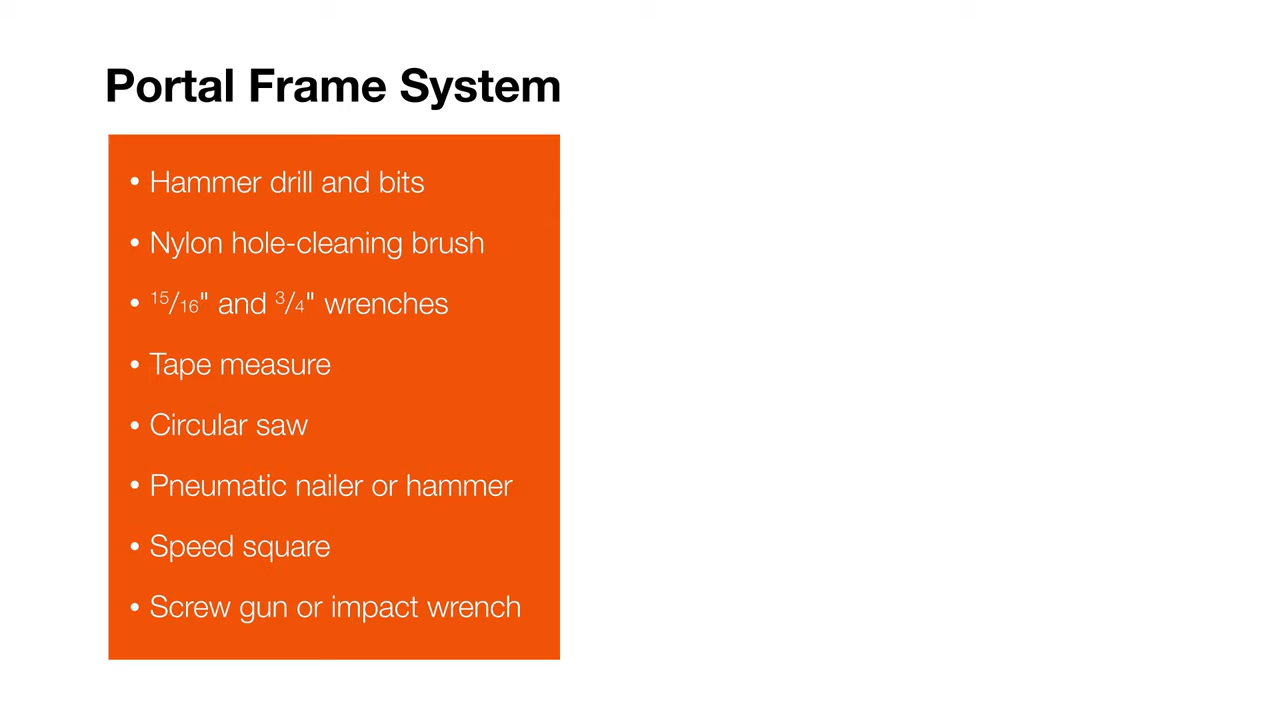 Portal Frame System
• Hammer drill and bits
• Nylon hole-cleaning brush
• 15/16" and 3/4" wrenches
• Tape measure
• Circular saw
• Pneumatic nailer or hammer
• Speed square
• Screw gun or impact wrench